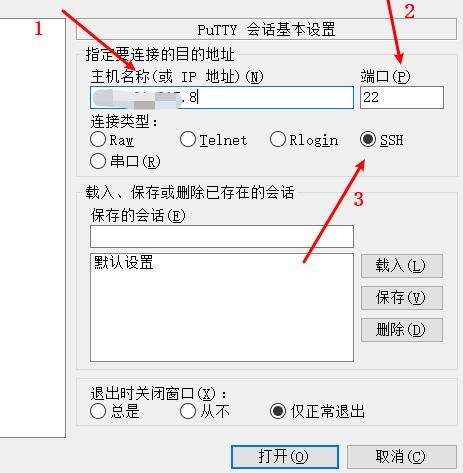 1
2
PuTTY 会话基本设置
指定要连接的目的地址
主机名称(或 IP 地址)(N)
端口(P)
.8
22
连接类型:
Raw
Telnet
Rlogin
SSH
串口(R)
3
载入、保存或删除已存在的会话
保存的会话(E)
默认设置
载入(L)
保存(V)
删除(D)
退出时关闭窗口(X):
总是
从不
仅正常退出
打开(O)
取消(C)